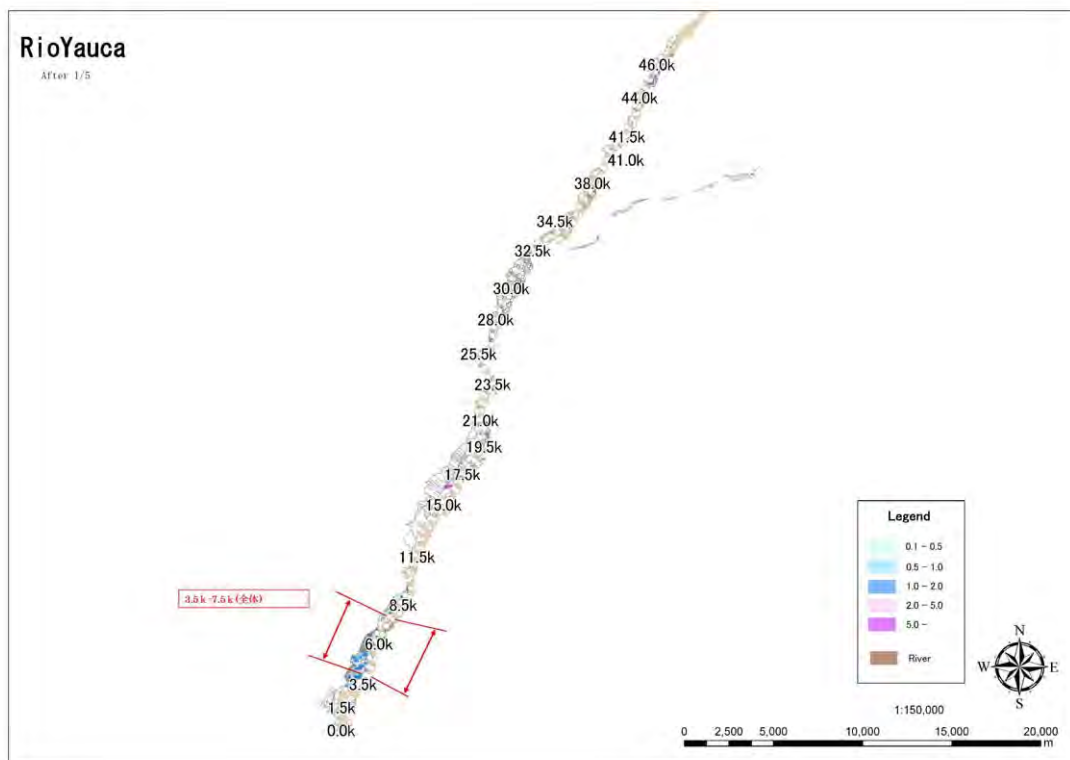 RioYauca
After 1/5
46.0k
44.0k
41.5k
41.0k
38.0k
34.5k
32.5k
30.0k
28.0k
25.5k
23.5k
21.0k
19.5k
17.5k
15.0k
11.5k
3.5k-7.5k(全体)
8.5k
6.0k
3.5k
1.5k
0.0k
Legend
0.1 - 0.5
0.5 - 1.0
1.0 - 2.0
2.0 - 5.0
5.0 -
River
N
W E
S
1:150,000
0 2,500 5,000 10,000 15,000 20,000
m